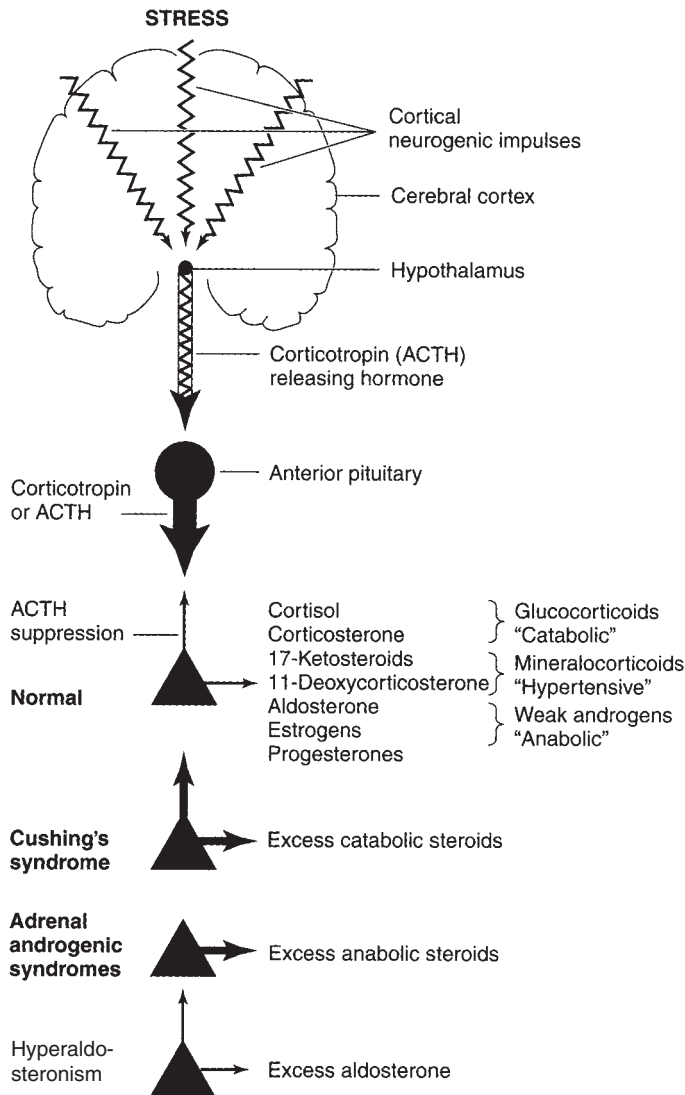 STRESS
Cortical
neurogenic impulses
Cerebral cortex
Hypothalamus
Corticotropin (ACTH)
releasing hormone
Anterior pituitary
Corticotropin
or ACTH
ACTH
suppression
Normal
Cortisol
Corticosterone
17-Ketosteroids
11-Deoxycorticosterone
Aldosterone
Estrogens
Progesterones
Glucocorticoids
“Catabolic”
Mineralocorticoids
“Hypertensive”
Weak androgens
“Anabolic”
Cushing’s
syndrome
Excess catabolic steroids
Adrenal
androgenic
syndromes
Excess anabolic steroids
Hyperaldo-
steronism
Excess aldosterone